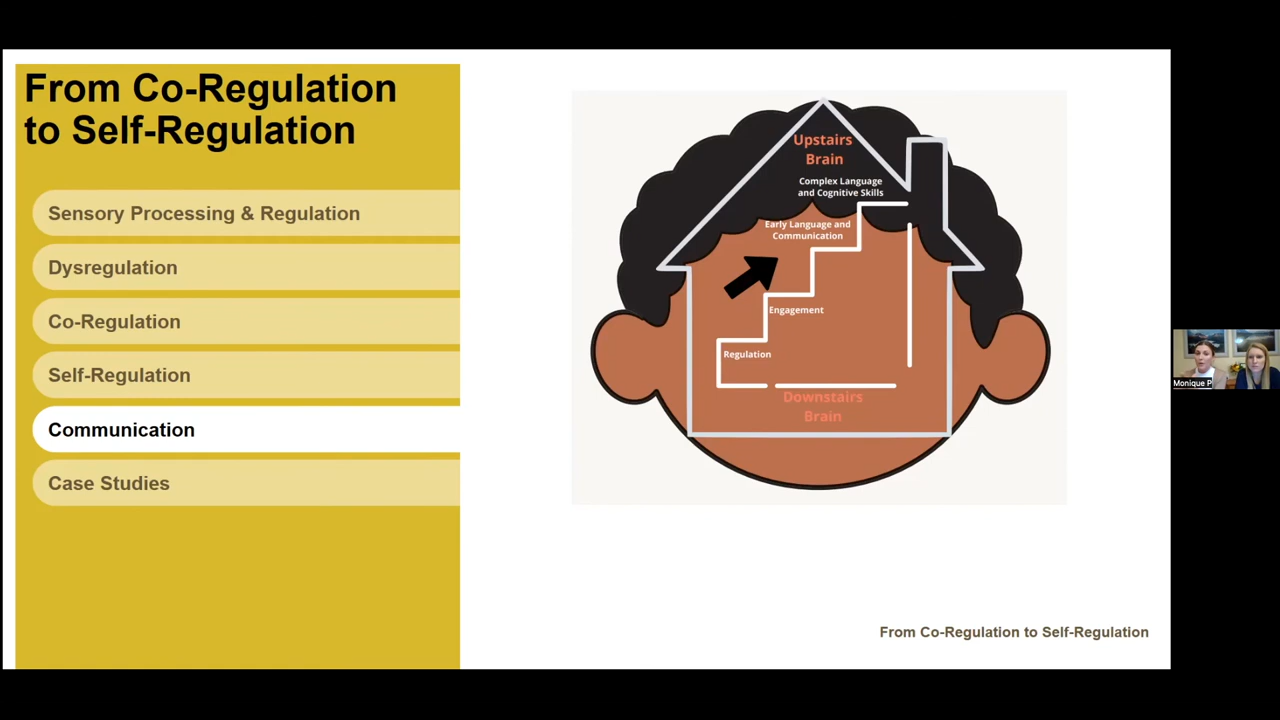 From Co-Regulation
to Self-Regulation
Sensory Processing & Regulation
Dysregulation
Co-Regulation
Self-Regulation
Communication
Case Studies
Upstairs
Brain
Complex Language
and Cognitive Skills
Early Language and
Communication
Engagement
Regulation
Downstairs
Brain
From Co-Regulation to Self-Regulation
Monique P